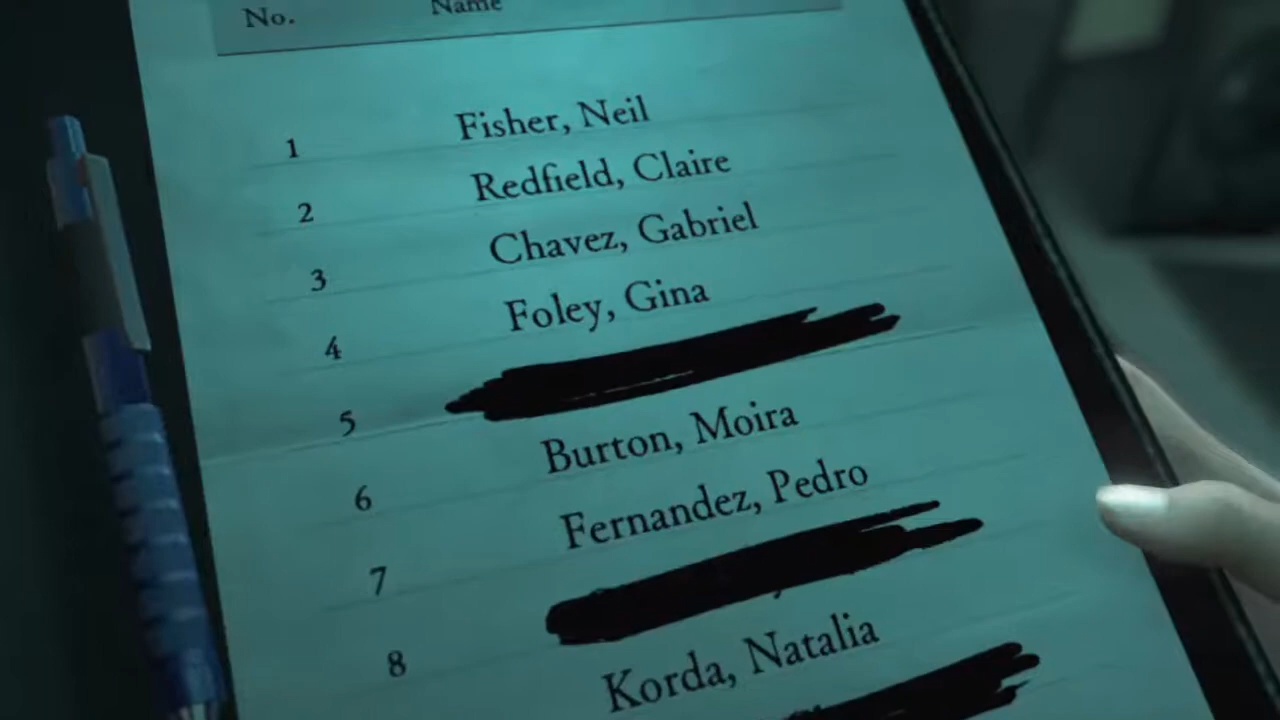 No. Name
1 Fisher, Neil
2 Redfield, Claire
3 Chavez, Gabriel
4 Foley, Gina
5
6 Burton, Moira
7 Fernandez, Pedro
8
Korda, Natalia